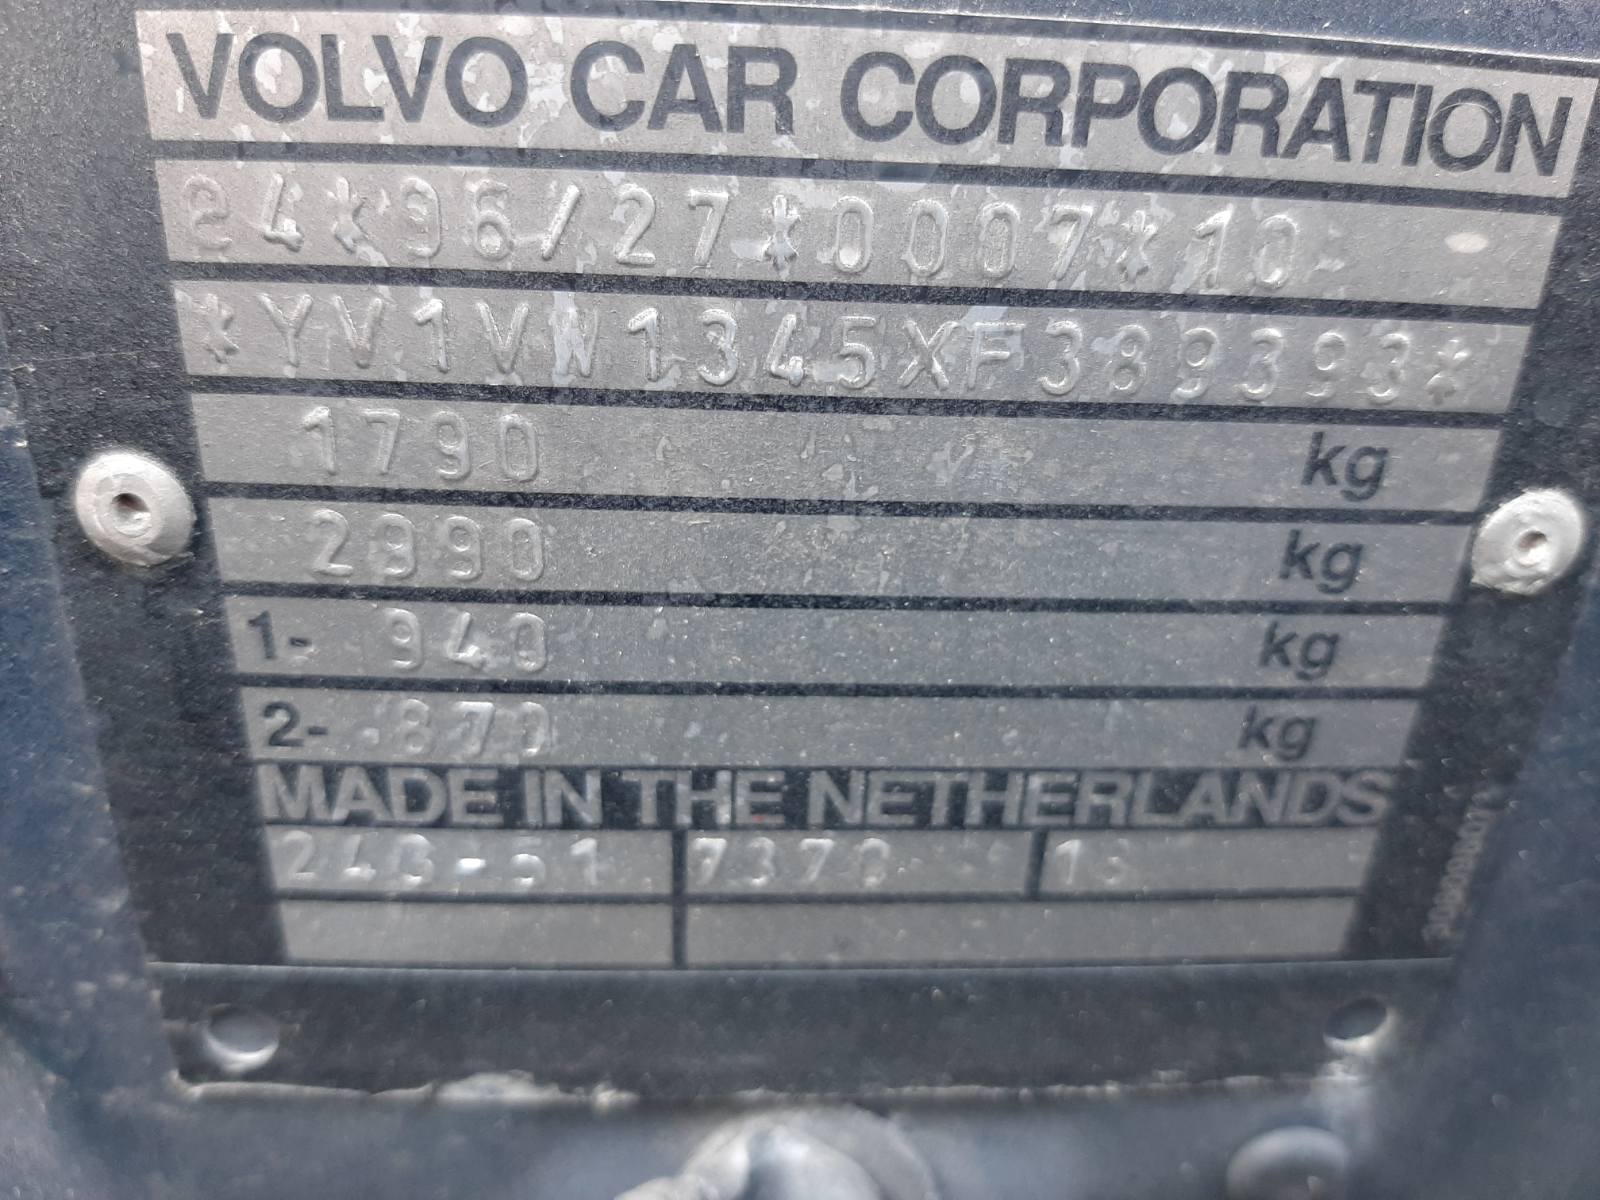 VOLVO CAR CORPORATION
e4*96/27*0007*10
*YV1VW1345XF389393*
1790 kg
2990 kg
1- 940 kg
2- 870 kg
MADE IN THE NETHERLANDS
7370